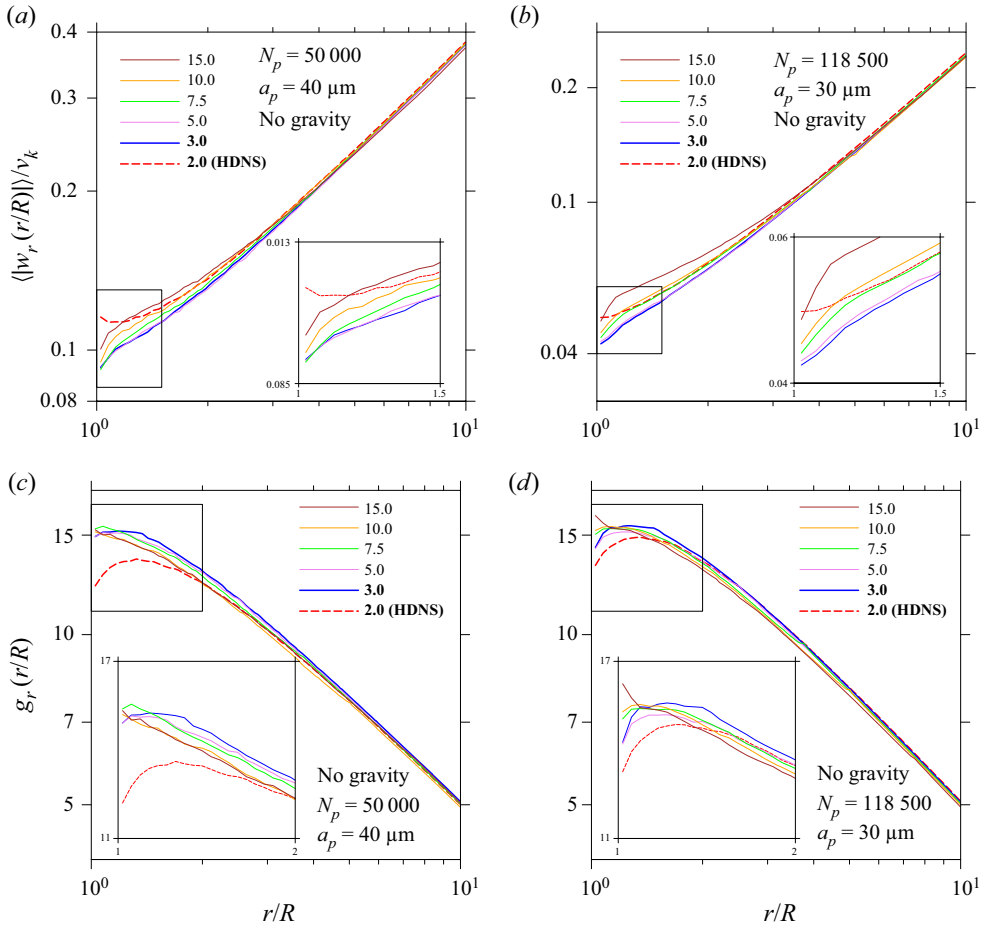 (a)
(b)
0.4
0.3
0.2
0.1
0.08
⟨|w_r (r/R)|⟩/v_k
15.0
10.0
7.5
5.0
3.0
2.0 (HDNS)
N_p = 50 000
a_p = 40 µm
No gravity
0.013
0.085
1
1.5
10^0
10^1
0.2
0.1
0.04
15.0
10.0
7.5
5.0
3.0
2.0 (HDNS)
N_p = 118 500
a_p = 30 µm
No gravity
0.06
0.04
1
1.5
10^0
10^1
(c)
(d)
15
10
7
5
g_r (r/R)
15.0
10.0
7.5
5.0
3.0
2.0 (HDNS)
17
11
1
2
No gravity
N_p = 50 000
a_p = 40 µm
10^0
10^1
r/R
15
10
7
5
15.0
10.0
7.5
5.0
3.0
2.0 (HDNS)
17
11
1
2
No gravity
N_p = 118 500
a_p = 30 µm
10^0
10^1
r/R